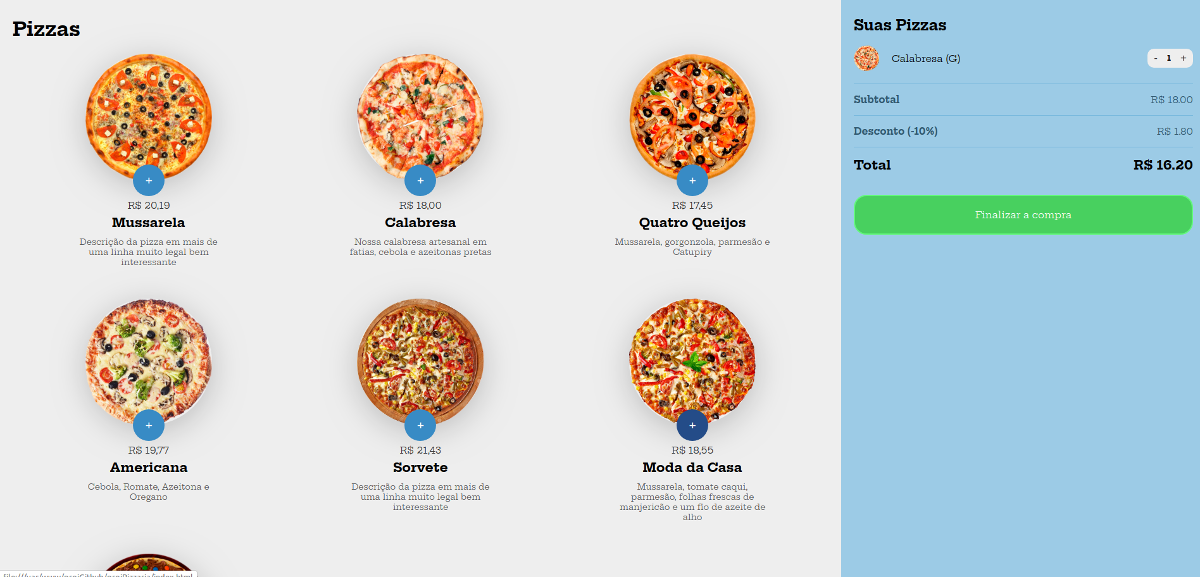 Pizzas
+
R$ 20,19
Mussarela
Descrição da pizza em mais de
uma linha muito legal bem
interessante
+
R$ 18,00
Calabresa
Nossa calabresa artesanal em
fatias, cebola e azeitonas pretas
+
R$ 17,45
Quatro Queijos
Mussarela, gorgonzola, parmesão e
Catupiry
+
R$ 19,77
Americana
Cebola, Romate, Azeitona e
Oregano
+
R$ 21,43
Sorvete
Descrição da pizza em mais de
uma linha muito legal bem
interessante
+
R$ 18,55
Moda da Casa
Mussarela, tomate caqui,
parmesão, folhas frescas de
manjericão e um fio de azeite de
alho
Suas Pizzas
Calabresa (G)
- 1 +
Subtotal R$ 18.00
Desconto (-10%) R$ 1.80
Total R$ 16.20
Finalizar a compra